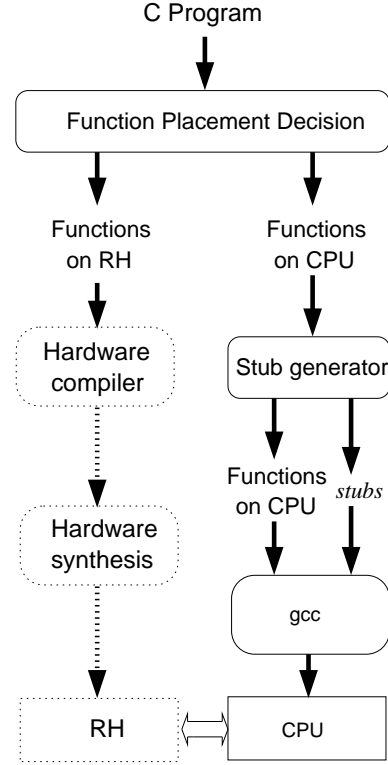 C Program
Function Placement Decision
Functions
on RH
Functions
on CPU
Hardware
compiler
Stub generator
Functions
on CPU
stubs
Hardware
synthesis
gcc
RH
CPU